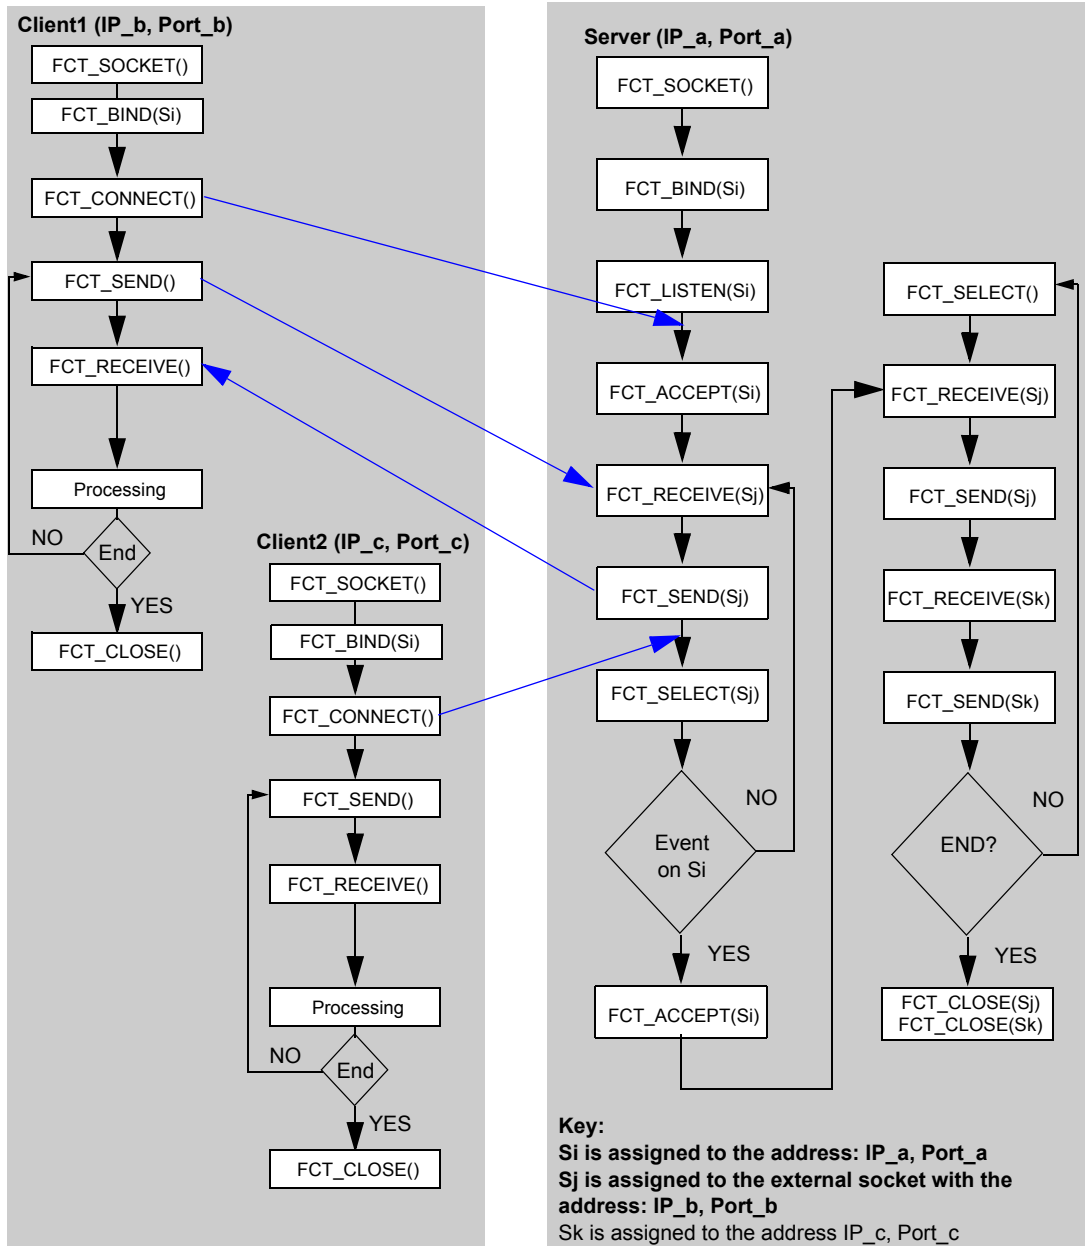 Client1 (IP_b, Port_b)
FCT_SOCKET()
FCT_BIND(Si)
FCT_CONNECT()
FCT_SEND()
FCT_RECEIVE()
Processing
NO
End
YES
FCT_CLOSE()
Client2 (IP_c, Port_c)
FCT_SOCKET()
FCT_BIND(Si)
FCT_CONNECT()
FCT_SEND()
FCT_RECEIVE()
Processing
NO
End
YES
FCT_CLOSE()
Server (IP_a, Port_a)
FCT_SOCKET()
FCT_BIND(Si)
FCT_LISTEN(Si)
FCT_ACCEPT(Si)
FCT_RECEIVE(Sj)
FCT_SEND(Sj)
FCT_SELECT(Sj)
NO
Event
on Si
YES
FCT_ACCEPT(Si)
FCT_SELECT()
FCT_RECEIVE(Sj)
FCT_SEND(Sj)
FCT_RECEIVE(Sk)
FCT_SEND(Sk)
NO
END?
YES
FCT_CLOSE(Sj)
FCT_CLOSE(Sk)
Key:
Si is assigned to the address: IP_a, Port_a
Sj is assigned to the external socket with the
address: IP_b, Port_b
Sk is assigned to the address IP_c, Port_c